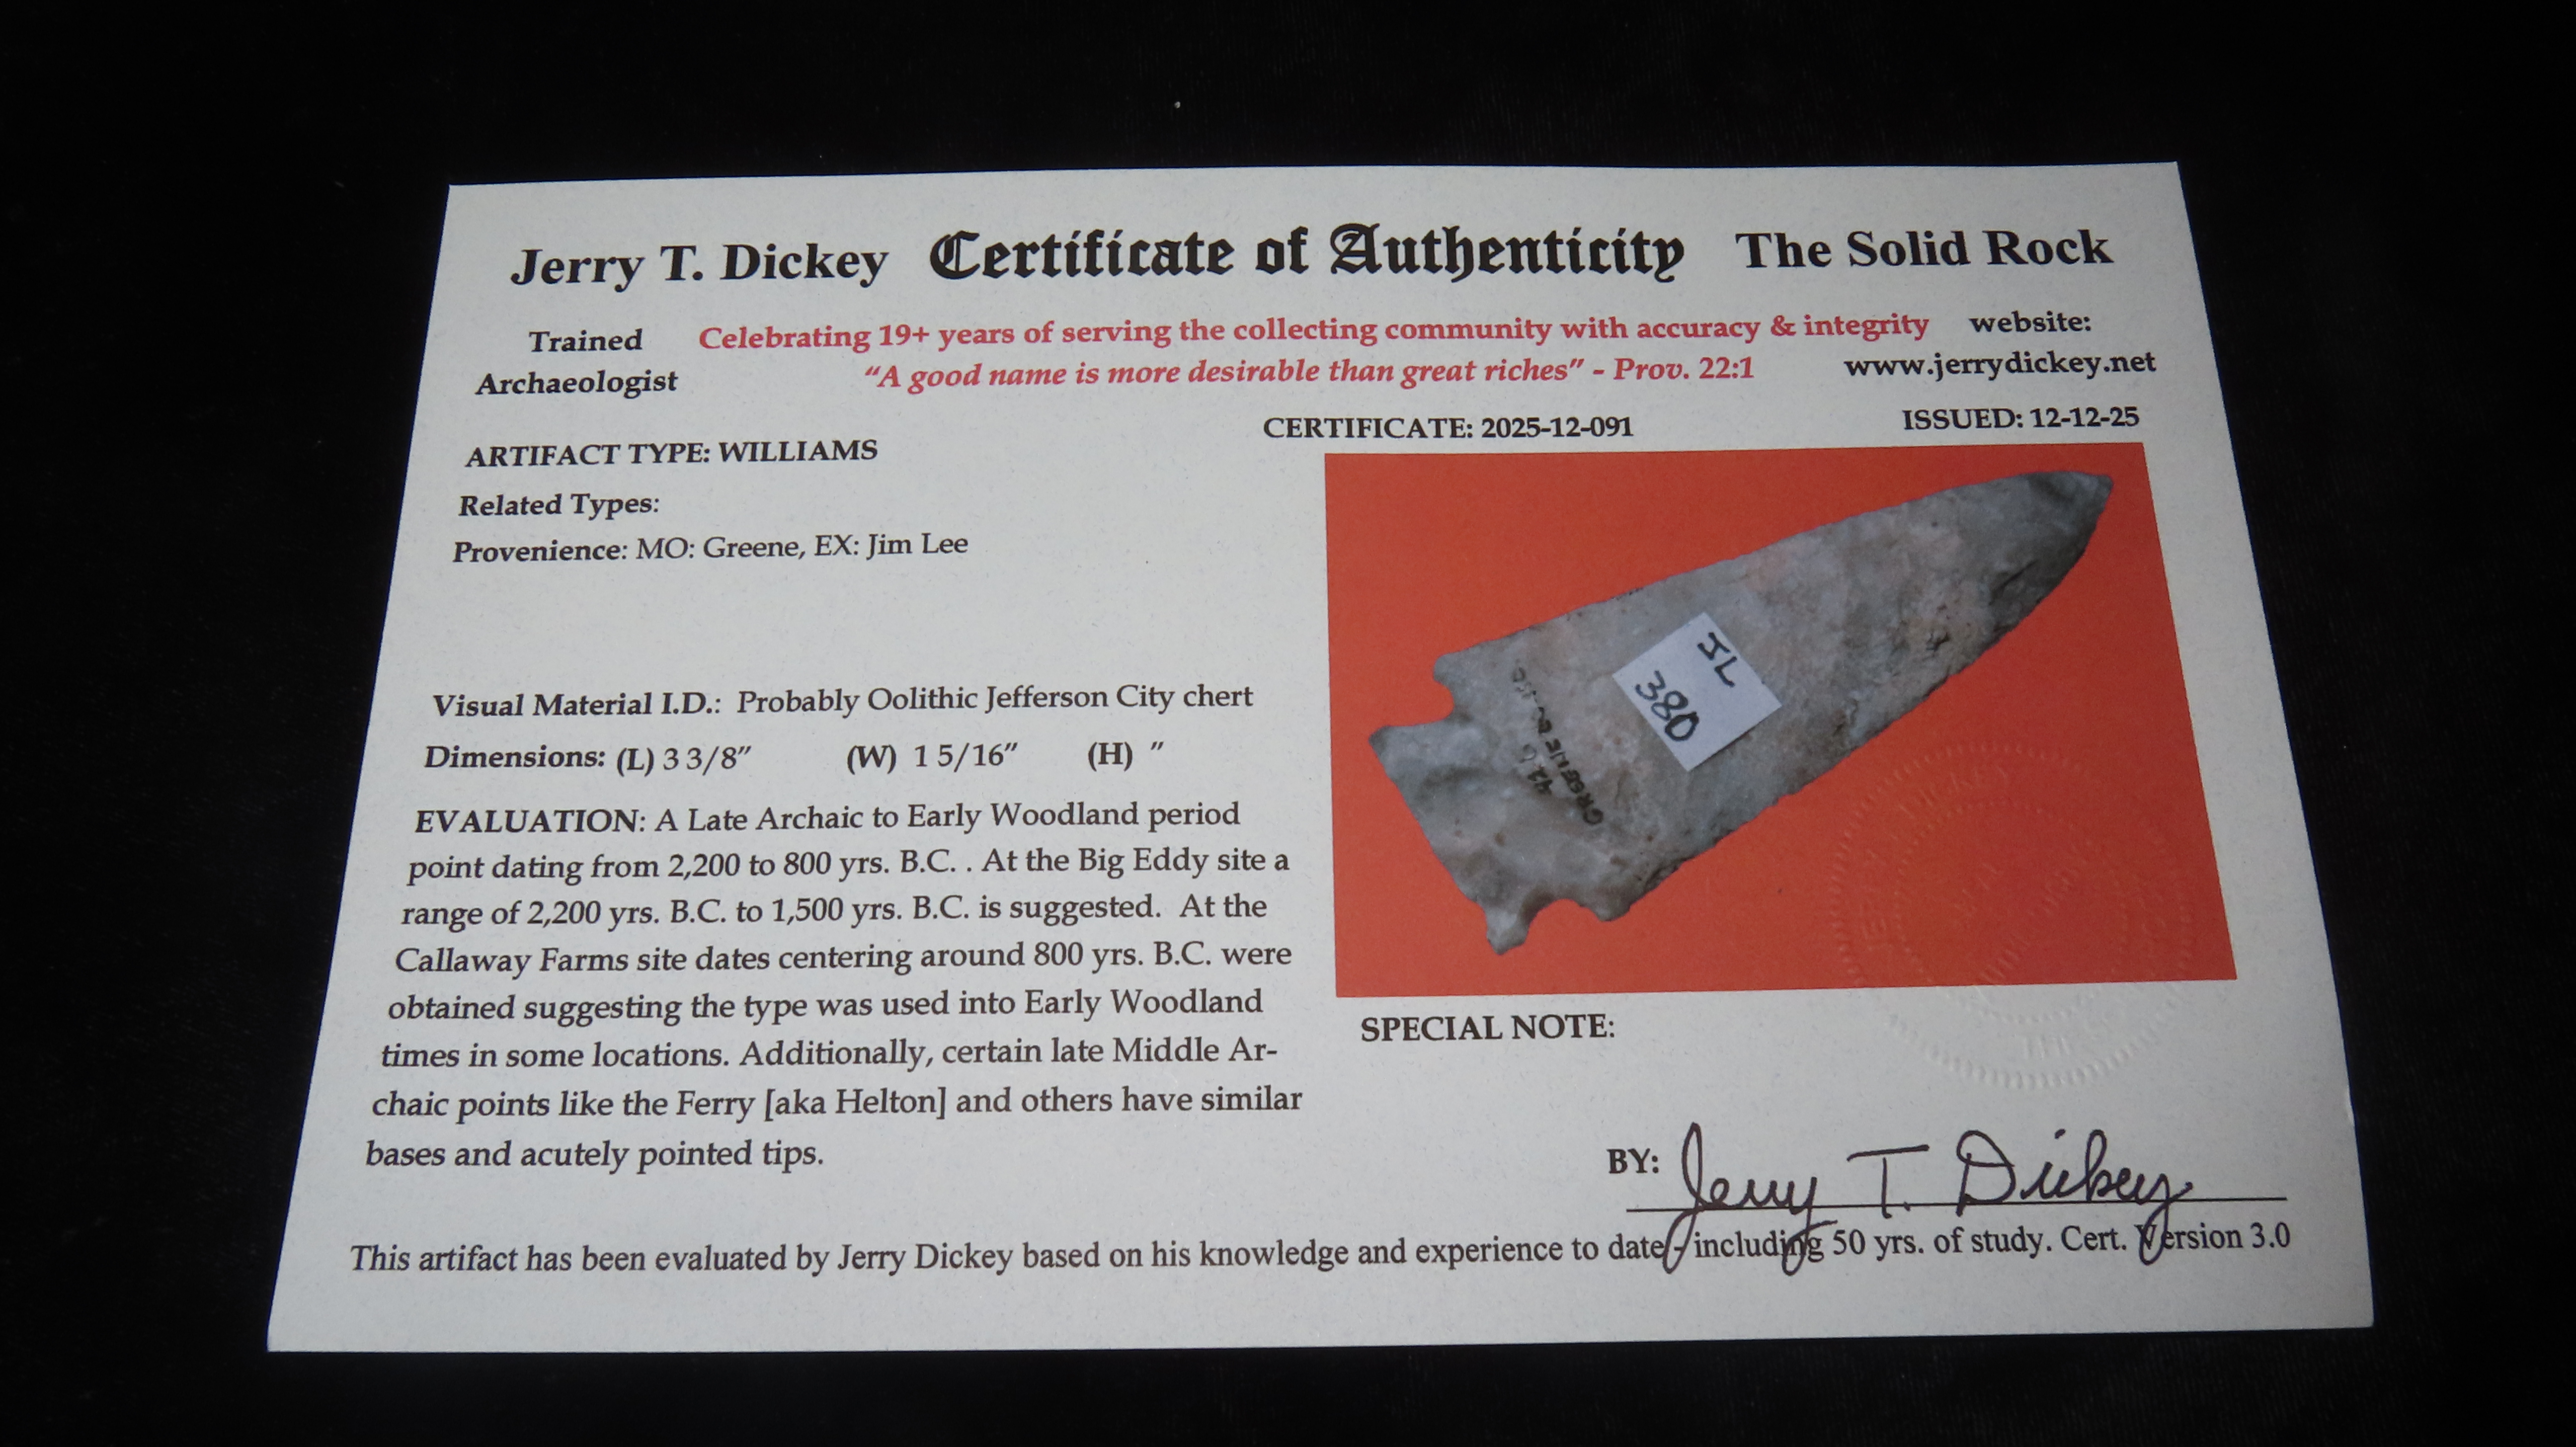 Jerry T. Dickey Certificate of Authenticity The Solid Rock
Trained
Archaeologist
Celebrating 19+ years of serving the collecting community with accuracy & integrity
"A good name is more desirable than great riches" - Prov. 22:1
website:
www.jerrydickey.net
CERTIFICATE: 2025-12-091
ISSUED: 12-12-25
ARTIFACT TYPE: WILLIAMS
Related Types:
Provenience: MO: Greene, EX: Jim Lee
Visual Material I.D.: Probably Oolithic Jefferson City chert
Dimensions: (L) 3 3/8" (W) 1 5/16" (H) "
EVALUATION: A Late Archaic to Early Woodland period
point dating from 2,200 to 800 yrs. B.C. . At the Big Eddy site a
range of 2,200 yrs. B.C. to 1,500 yrs. B.C. is suggested. At the
Callaway Farms site dates centering around 800 yrs. B.C. were
obtained suggesting the type was used into Early Woodland
times in some locations. Additionally, certain late Middle Ar-
chaic points like the Ferry [aka Helton] and others have similar
bases and acutely pointed tips.
JL
380
GREENE
SPECIAL NOTE:
BY: Jerry T. Dickey
This artifact has been evaluated by Jerry Dickey based on his knowledge and experience to date - including 50 yrs. of study. Cert. Version 3.0